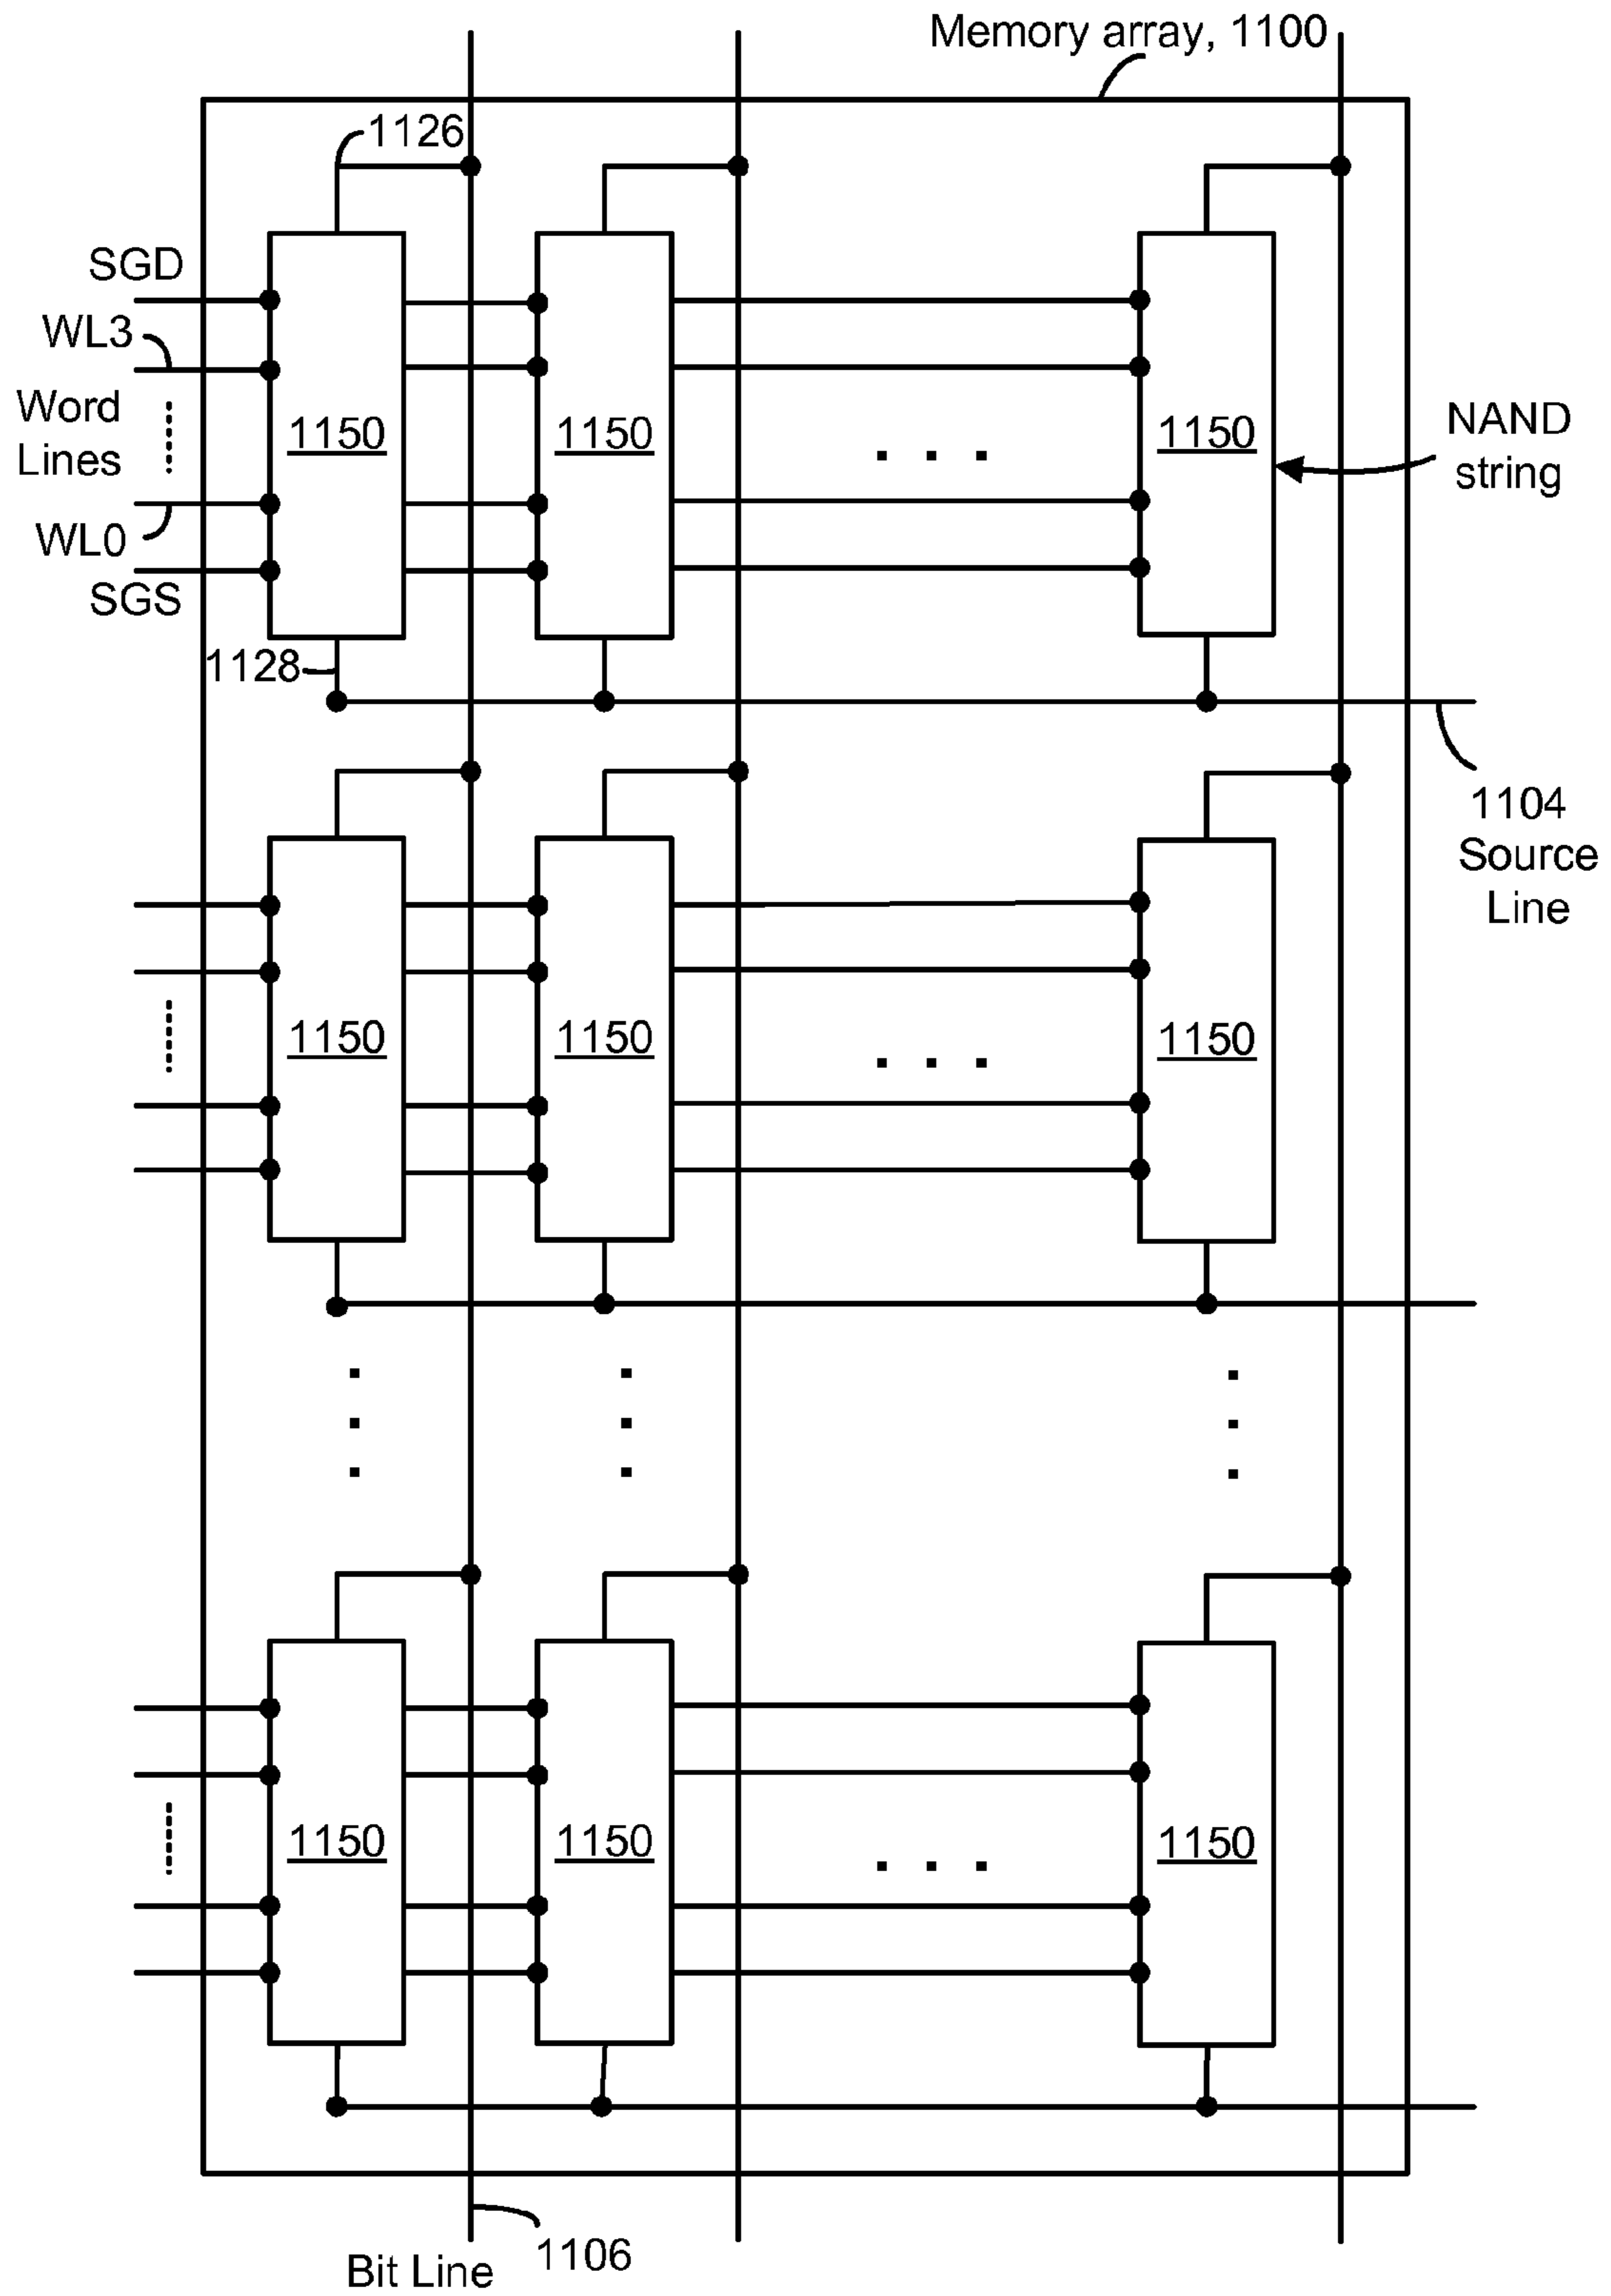 Memory array, 1100
1126
SGD
WL3
Word
Lines
WL0
SGS
1150
1150
1150
NAND
string
1128
1104
Source
Line
1150
1150
1150
1150
1150
1150
1106
Bit Line